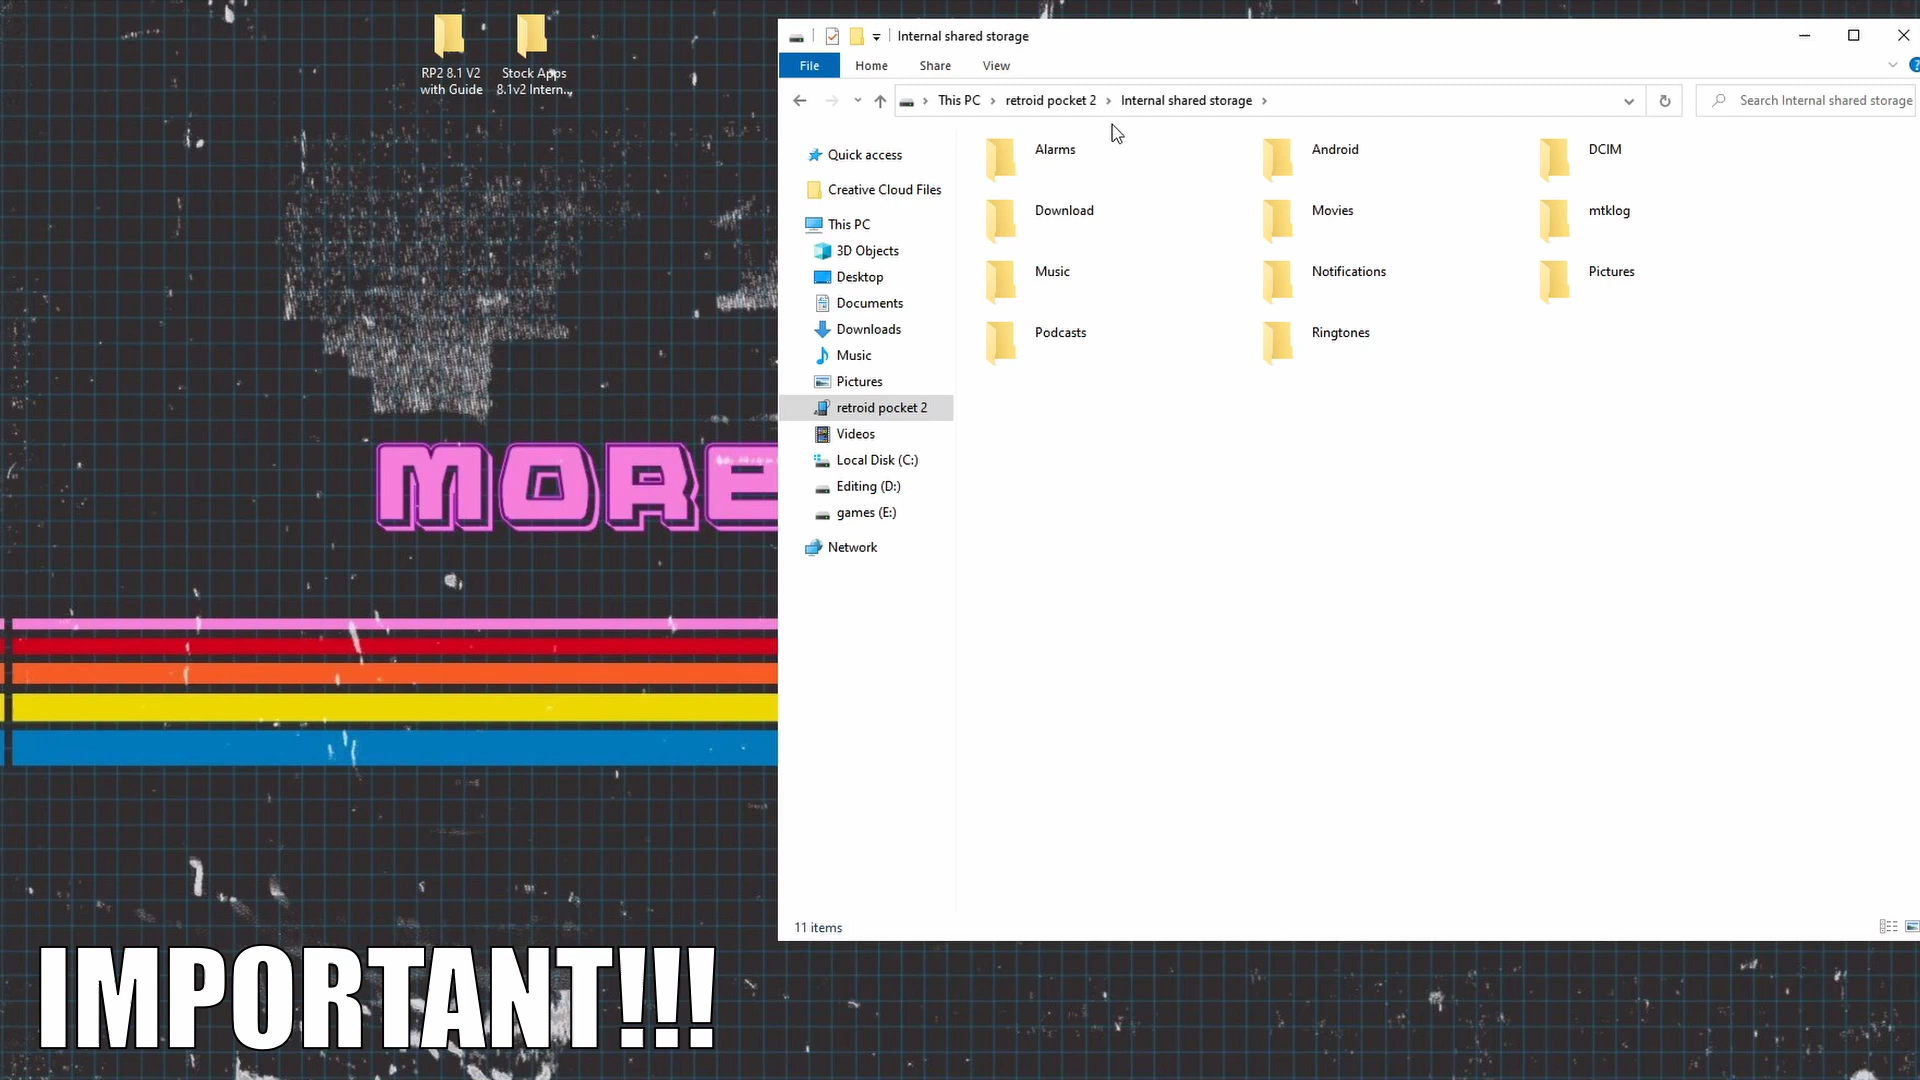 RP2 8.1 V2
with Guide
Stock Apps
8.1v2 Intern...
Internal shared storage
File
Home
Share
View
This PC
retroid pocket 2
Internal shared storage
Search Internal shared storage
Quick access
Creative Cloud Files
This PC
3D Objects
Desktop
Documents
Downloads
Music
Pictures
retroid pocket 2
Videos
Local Disk (C:)
Editing (D:)
games (E:)
Network
Alarms
Android
DCIM
Download
Movies
mtklog
Music
Notifications
Pictures
Podcasts
Ringtones
11 items
MORE
IMPORTANT!!!